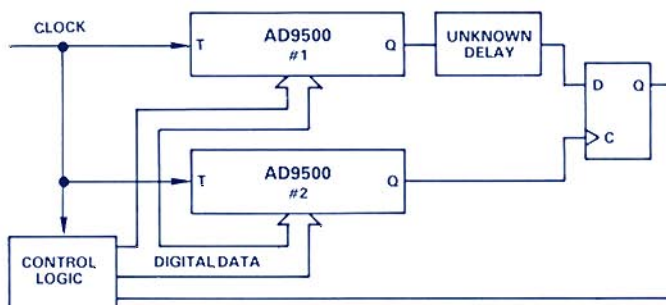 CLOCK
T
AD9500
#1
Q
UNKNOWN
DELAY
D
Q
C
T
AD9500
#2
Q
CONTROL
LOGIC
DIGITAL DATA